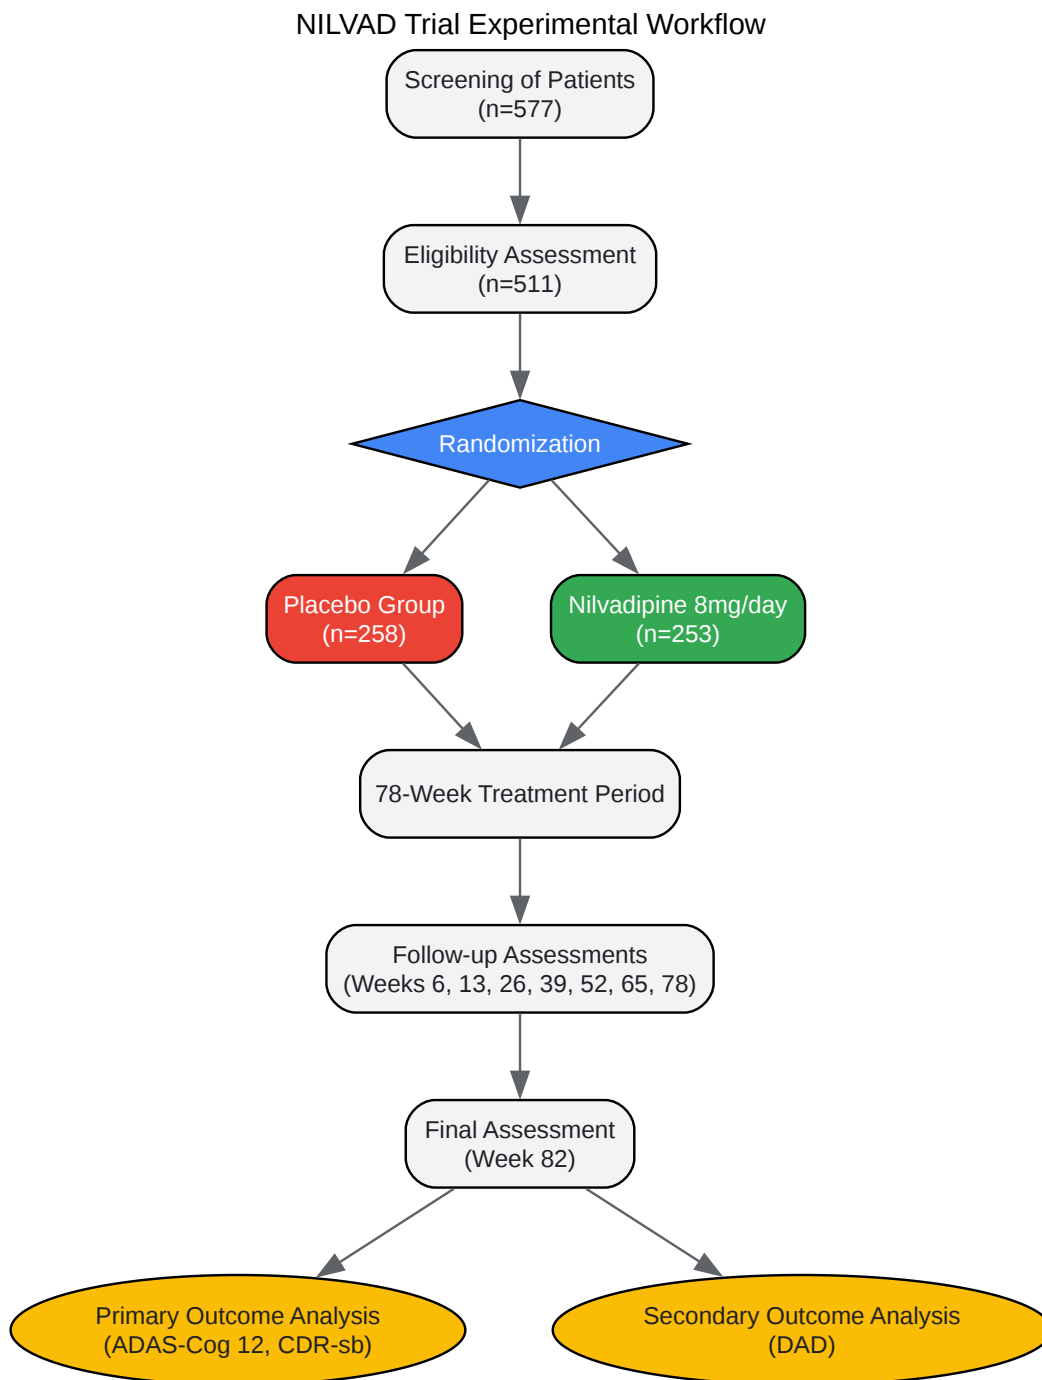 NILVAD Trial Experimental Workflow
Screening of Patients
(n=577)
Eligibility Assessment
(n=511)
Randomization
Placebo Group
(n=258)
Nilvadipine 8mg/day
(n=253)
78-Week Treatment Period
Follow-up Assessments
(Weeks 6, 13, 26, 39, 52, 65, 78)
Final Assessment
(Week 82)
Primary Outcome Analysis
(ADAS-Cog 12, CDR-sb)
Secondary Outcome Analysis
(DAD)